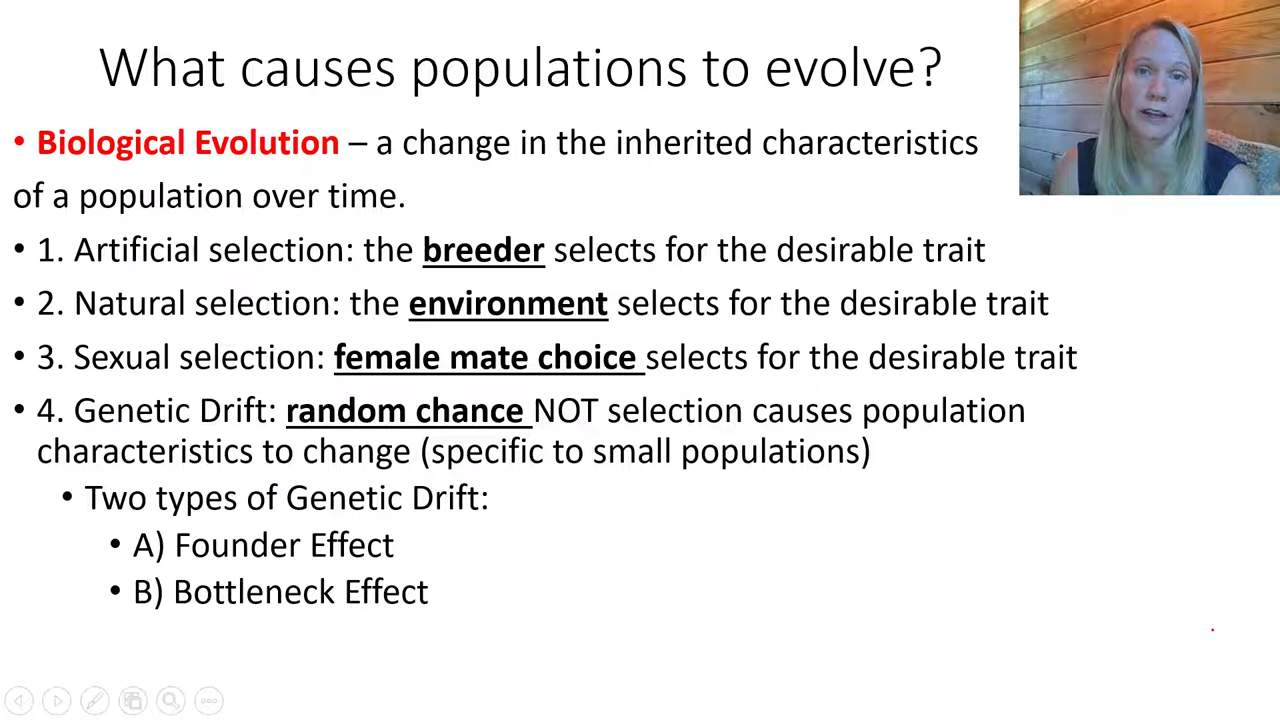 What causes populations to evolve?
• Biological Evolution – a change in the inherited characteristics
of a population over time.
• 1. Artificial selection: the breeder selects for the desirable trait
• 2. Natural selection: the environment selects for the desirable trait
• 3. Sexual selection: female mate choice selects for the desirable trait
• 4. Genetic Drift: random chance NOT selection causes population
characteristics to change (specific to small populations)
• Two types of Genetic Drift:
• A) Founder Effect
• B) Bottleneck Effect